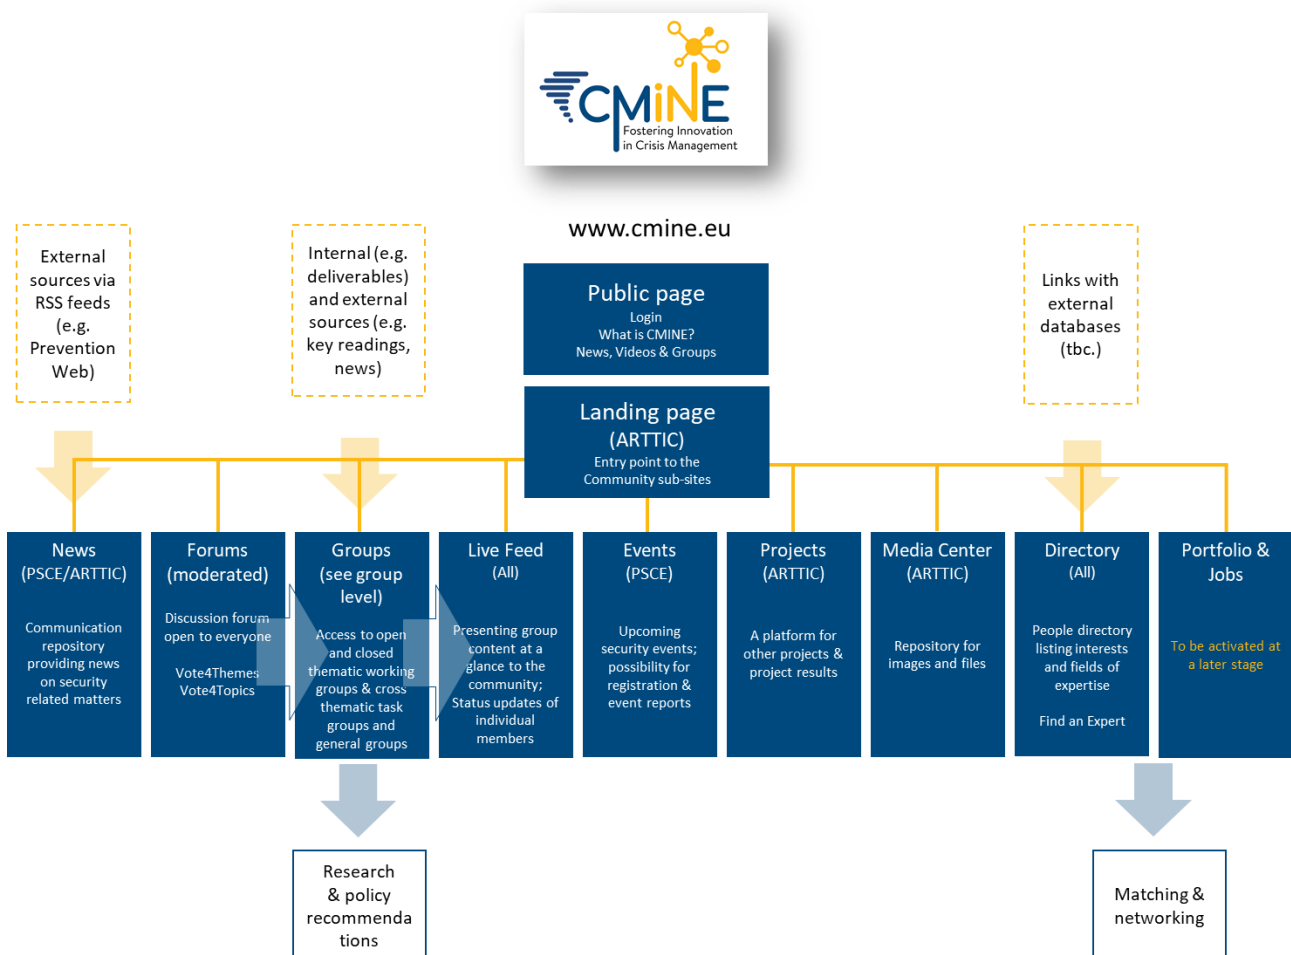 CMiNE
Fostering Innovation
in Crisis Management
www.cmine.eu
External
sources via
RSS feeds
(e.g.
Prevention
Web)
Internal (e.g.
deliverables)
and external
sources (e.g.
key readings,
news)
Links with
external
databases
(tbc.)
Public page
Login
What is CMINE?
News, Videos & Groups
Landing page
(ARTTIC)
Entry point to the
Community sub-sites
News
(PSCE/ARTTIC)
Communication
repository
providing news
on security
related matters
Forums
(moderated)
Discussion forum
open to everyone
Vote4Themes
Vote4Topics
Groups
(see group
level)
Access to open
and closed
thematic working
groups & cross
thematic task
groups and
general groups
Live Feed
(All)
Presenting group
content at a
glance to the
community;
Status updates of
individual
members
Events
(PSCE)
Upcoming
security events;
possibility for
registration &
event reports
Projects
(ARTTIC)
A platform for
other projects &
project results
Media Center
(ARTTIC)
Repository for
images and files
Directory
(All)
People directory
listing interests
and fields of
expertise
Find an Expert
Portfolio &
Jobs
To be activated at
a later stage
Research
& policy
recommenda
tions
Matching &
networking